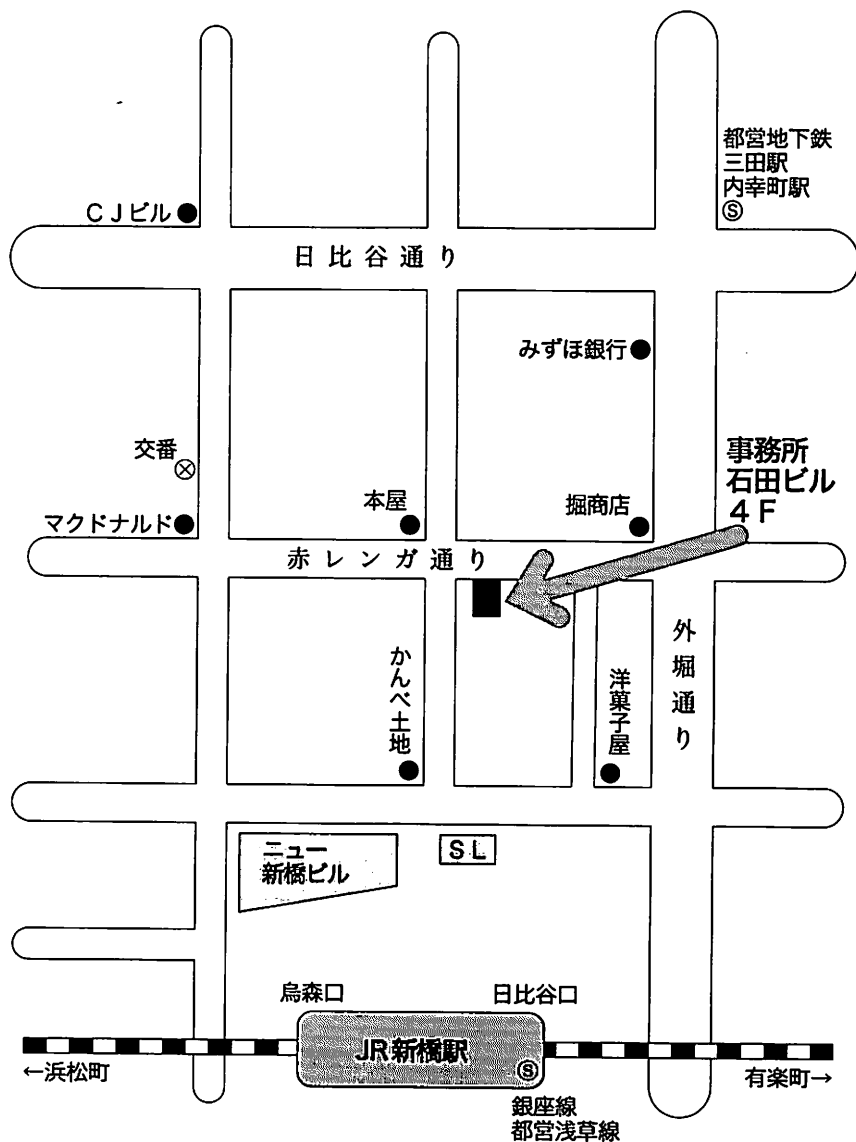 都営地下鉄
三田駅
内幸町駅
Ⓢ
CJビル
日比谷通り
みずほ銀行
交番
事務所
石田ビル
4F
本屋
掘商店
マクドナルド
赤レンガ通り
かんべ土地
洋菓子屋
外堀通り
ニュー
新橋ビル
SL
烏森口
日比谷口
JR新橋駅
Ⓢ
←浜松町
有楽町→
銀座線
都営浅草線